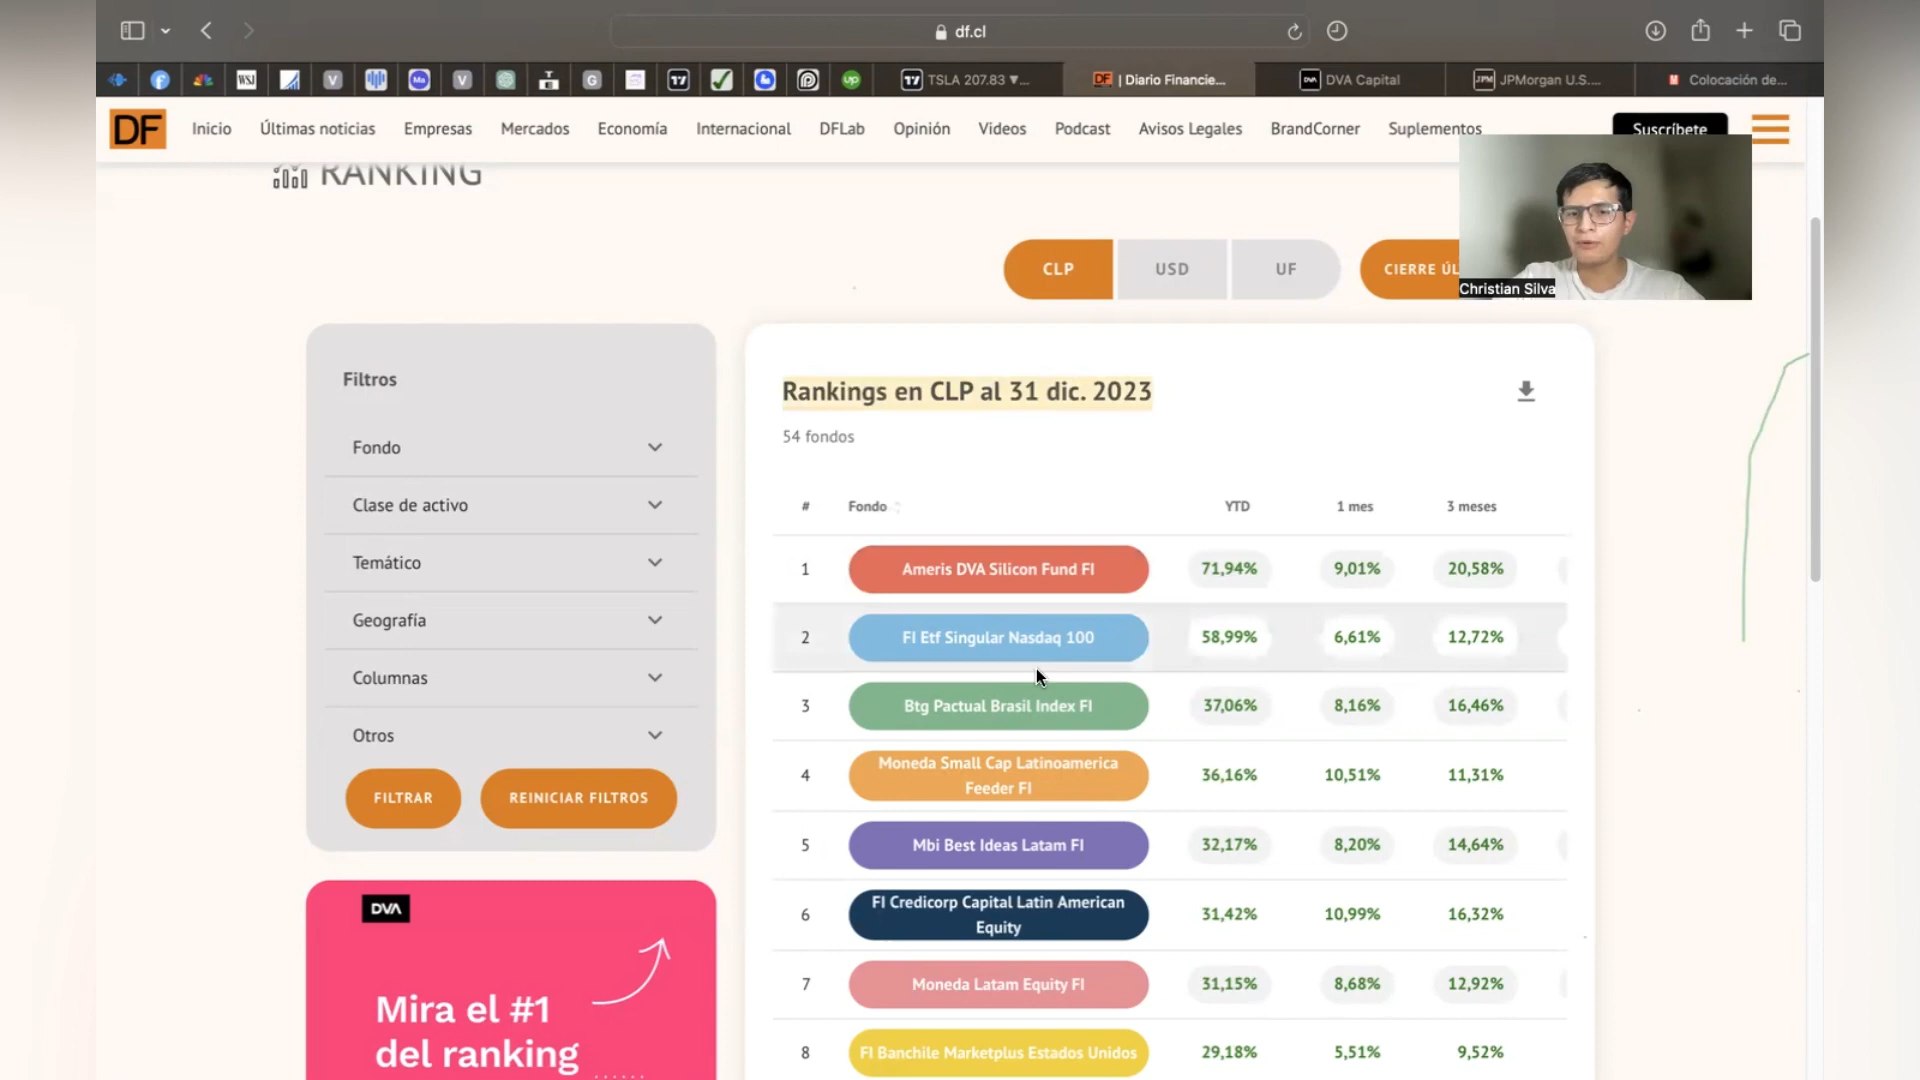 df.cl
WSJ
V
Me
V
G
17
up
17 TSLA 207.83 ▼...
DF | Diario Financie...
DVA DVA Capital
JPM JPMorgan U.S....
Colocación de...
DF
Inicio
Últimas noticias
Empresas
Mercados
Economía
Internacional
DFLab
Opinión
Videos
Podcast
Avisos Legales
BrandCorner
Suplementos
Suscríbete
RANKING
CLP
USD
UF
CIERRE ÚL
Christian Silva
Filtros
Fondo
Clase de activo
Temático
Geografía
Columnas
Otros
FILTRAR
REINICIAR FILTROS
DVA
Mira el #1
del ranking
Rankings en CLP al 31 dic. 2023
54 fondos
# Fondo YTD 1 mes 3 meses
1 Ameris DVA Silicon Fund FI 71,94% 9,01% 20,58%
2 FI Etf Singular Nasdaq 100 58,99% 6,61% 12,72%
3 Btg Pactual Brasil Index FI 37,06% 8,16% 16,46%
4 Moneda Small Cap Latinoamerica
Feeder FI 36,16% 10,51% 11,31%
5 Mbi Best Ideas Latam FI 32,17% 8,20% 14,64%
6 FI Credicorp Capital Latin American
Equity 31,42% 10,99% 16,32%
7 Moneda Latam Equity FI 31,15% 8,68% 12,92%
8 FI Banchile Marketplus Estados Unidos 29,18% 5,51% 9,52%